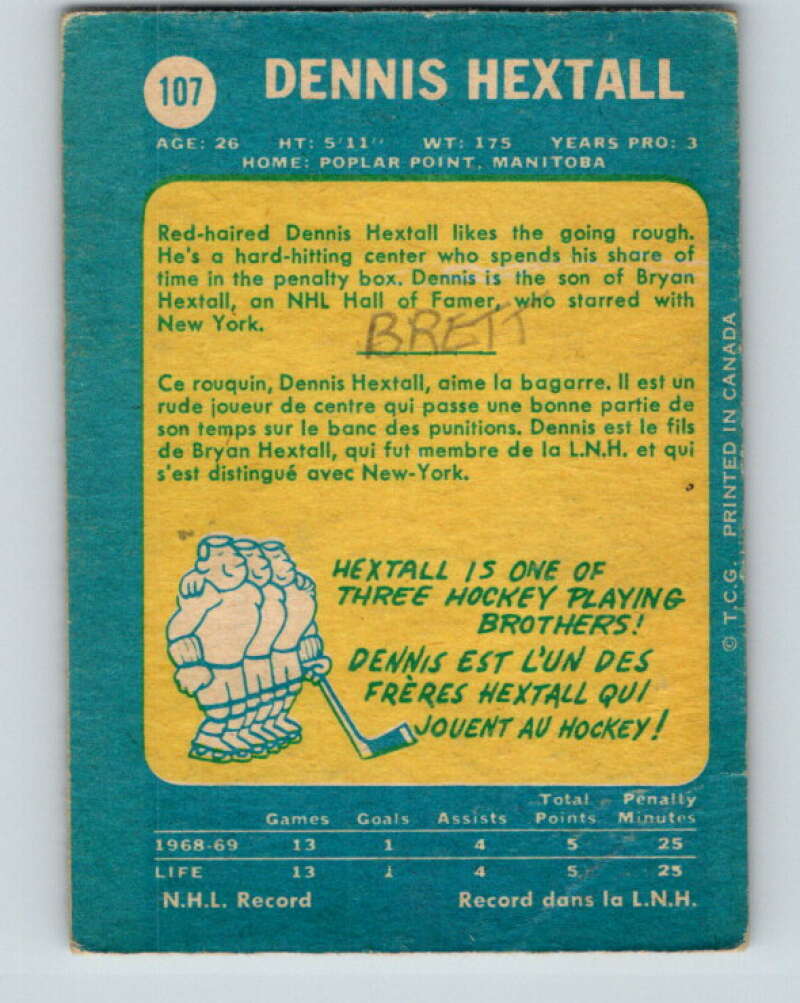 107
DENNIS HEXTALL
AGE: 26 HT: 5'11" WT: 175 YEARS PRO: 3
HOME: POPLAR POINT, MANITOBA
Red-haired Dennis Hextall likes the going rough.
He's a hard-hitting center who spends his share of
time in the penalty box. Dennis is the son of Bryan
Hextall, an NHL Hall of Famer, who starred with
New York.
BRETT
Ce rouquin, Dennis Hextall, aime la bagarre. Il est un
rude joueur de centre qui passe une bonne partie de
son temps sur le banc des punitions. Dennis est le fils
de Bryan Hextall, qui fut membre de la L.N.H. et qui
s'est distingué avec New-York.
HEXTALL IS ONE OF
THREE HOCKEY PLAYING
BROTHERS!
DENNIS EST L'UN DES
FRÈRES HEXTALL QUI
JOUENT AU HOCKEY!
© T.C.G. PRINTED IN CANADA
Games Goals Assists Total Points Penalty Minutes
1968-69 13 1 4 5 25
LIFE 13 1 4 5 25
N.H.L. Record Record dans la L.N.H.